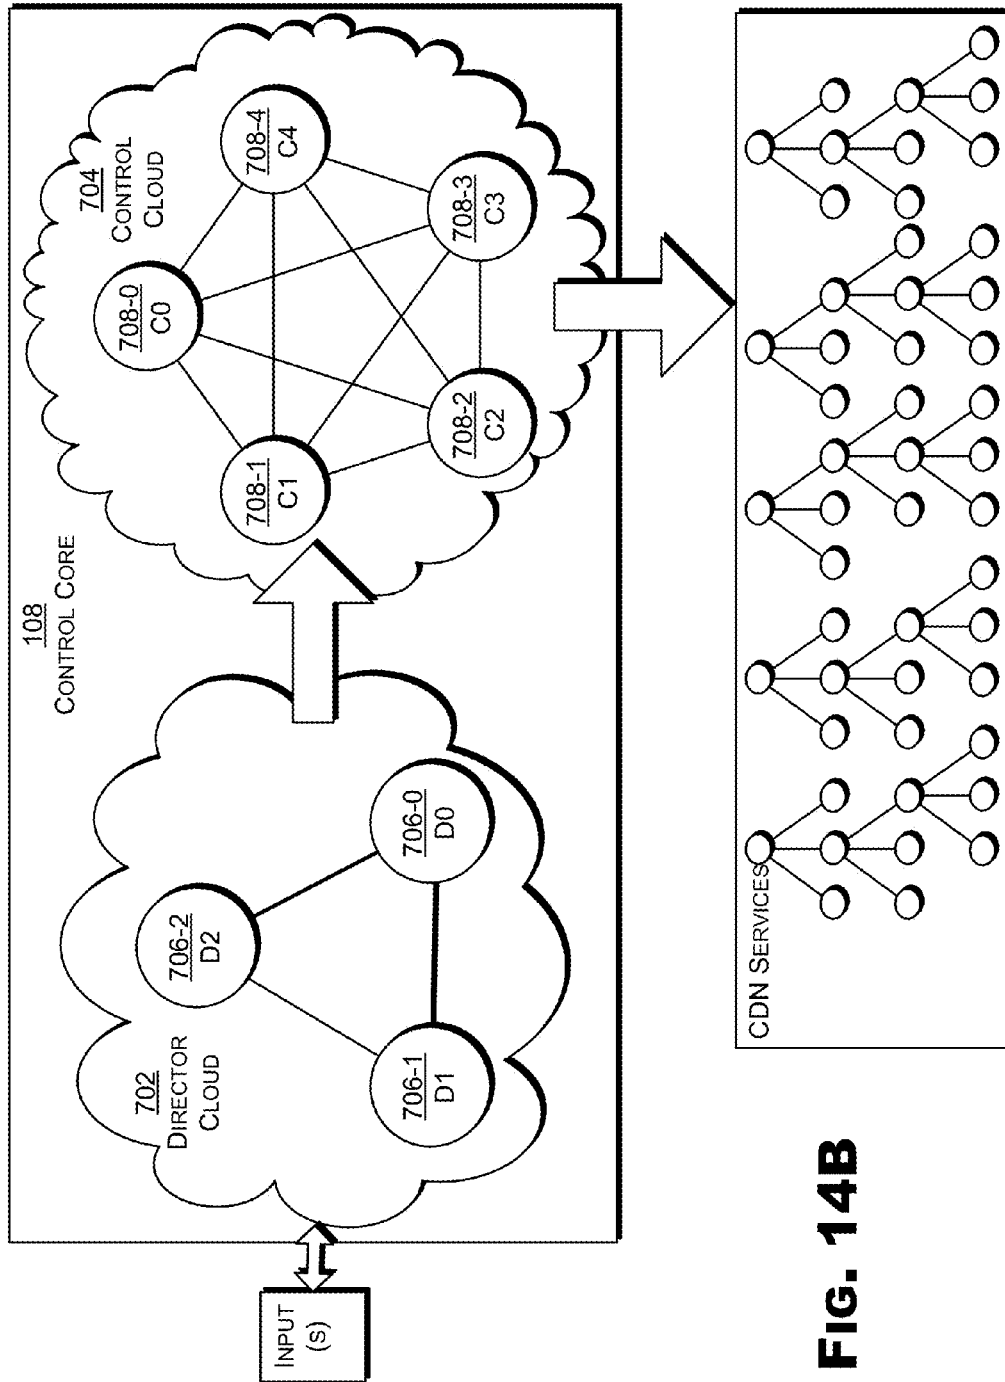 108
CONTROL CORE
702
DIRECTOR
CLOUD
706-2
D2
706-1
D1
706-0
D0
704
CONTROL
CLOUD
708-0
C0
708-1
C1
708-4
C4
708-2
C2
708-3
C3
INPUT
(S)
CDN SERVICES
FIG. 14B